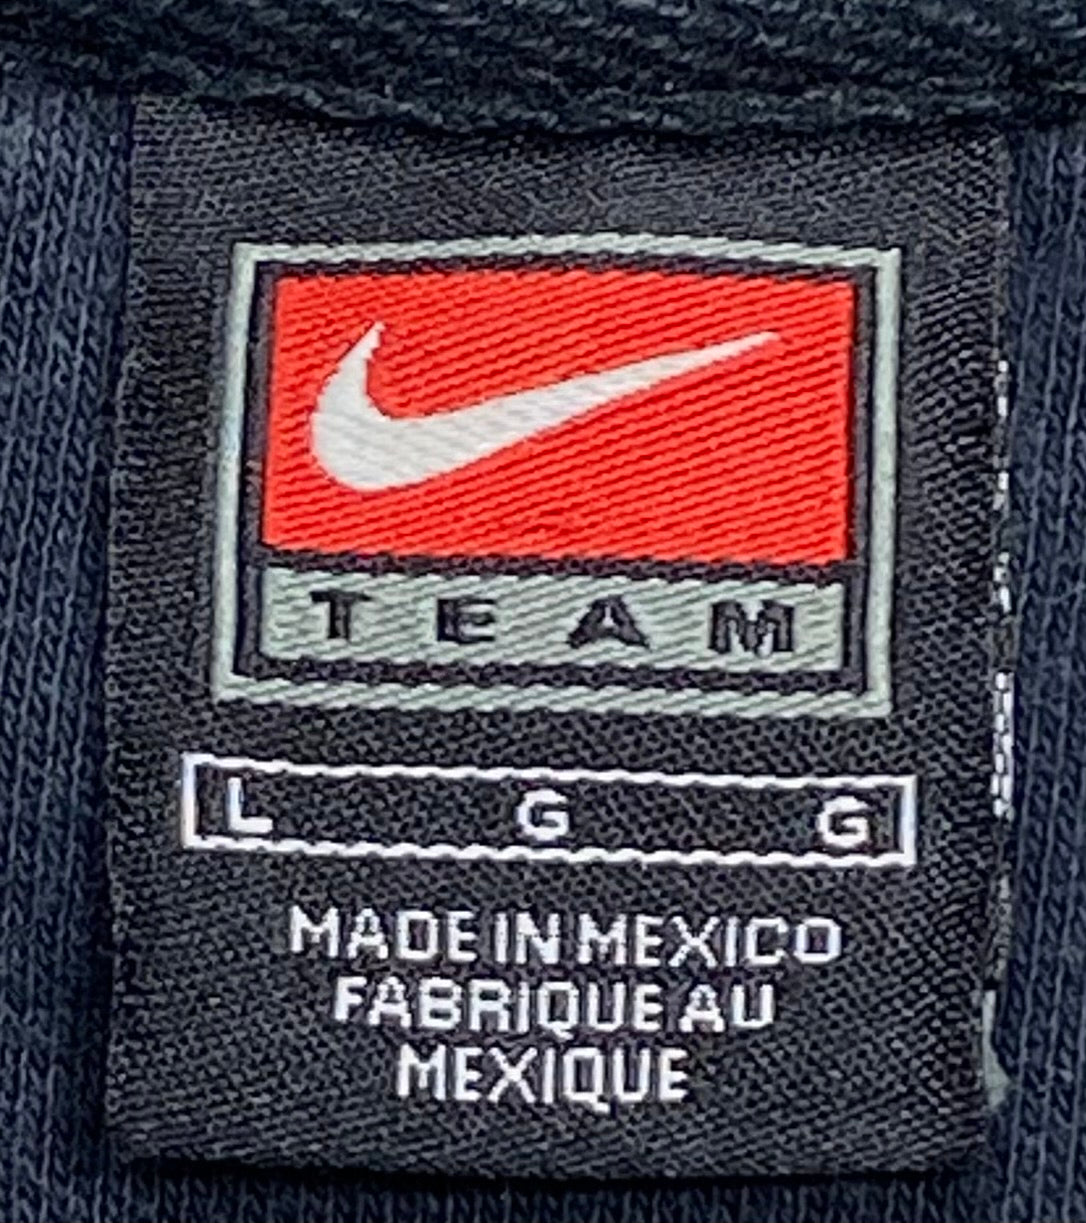 TEAM
L G G
MADE IN MEXICO
FABRIQUE AU
MEXIQUE